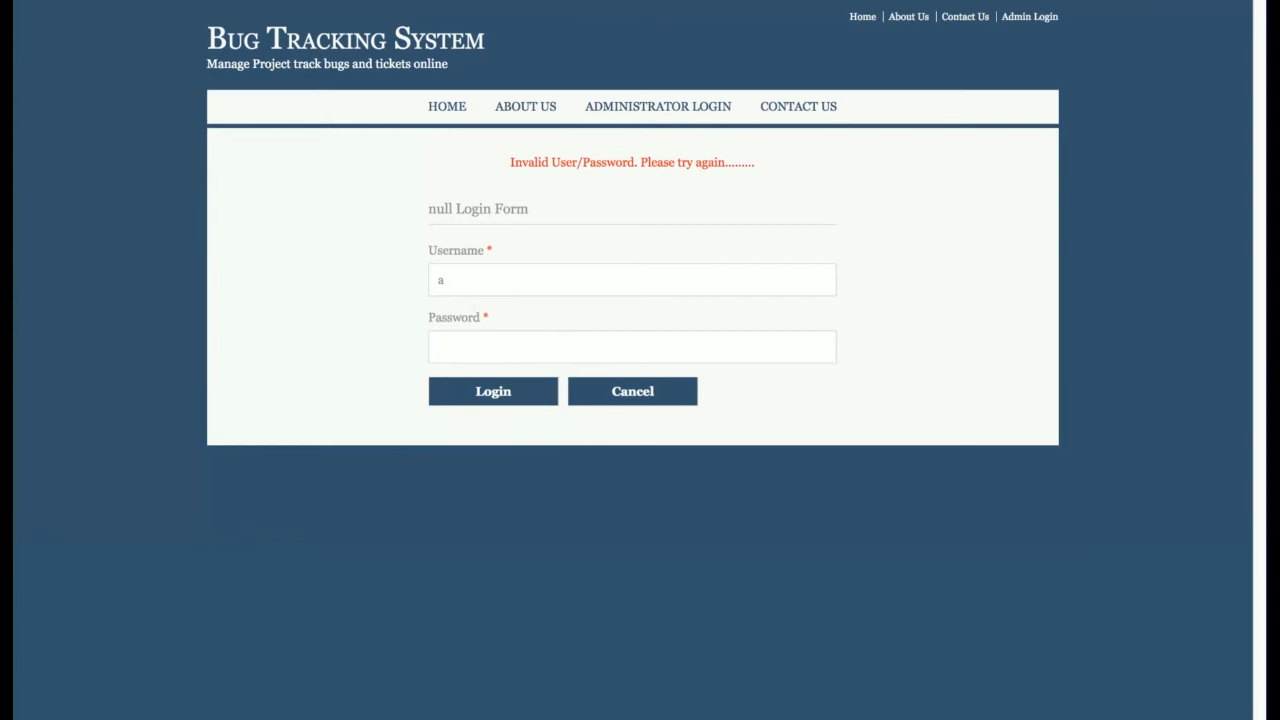 Home | About Us | Contact Us | Admin Login
Bug Tracking System
Manage Project track bugs and tickets online
HOME ABOUT US ADMINISTRATOR LOGIN CONTACT US
Invalid User/Password. Please try again.........
null Login Form
Username *
a
Password *
Login Cancel